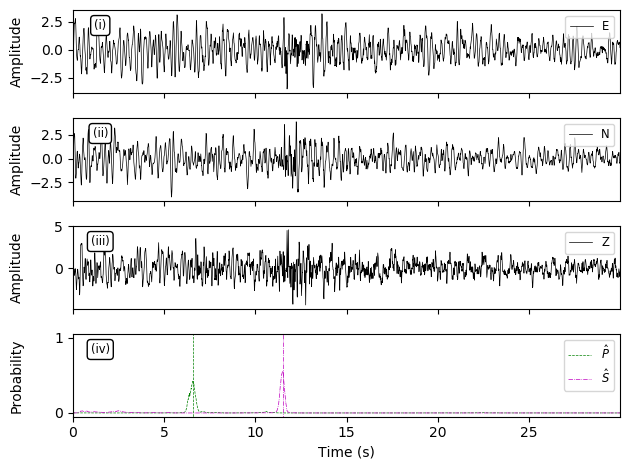 Amplitude
2.5
0.0
−2.5
(i)
E
Amplitude
2.5
0.0
−2.5
(ii)
N
Amplitude
5
0
(iii)
Z
Probability
1
0
(iv)
P̂
Ŝ
0 5 10 15 20 25
Time (s)